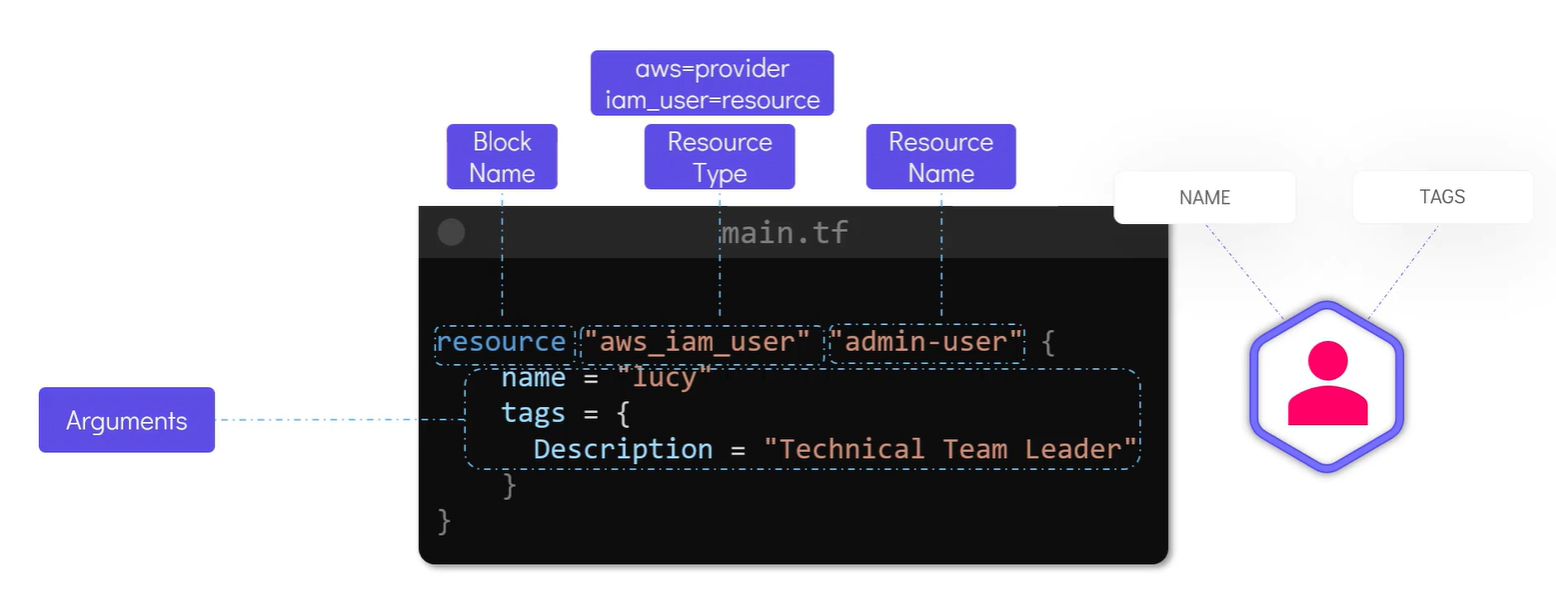 aws=provider
iam_user=resource
Block
Name
Resource
Type
Resource
Name
NAME
TAGS
main.tf
resource "aws_iam_user" "admin-user" {
name = "lucy"
tags = {
Description = "Technical Team Leader"
}
}
Arguments